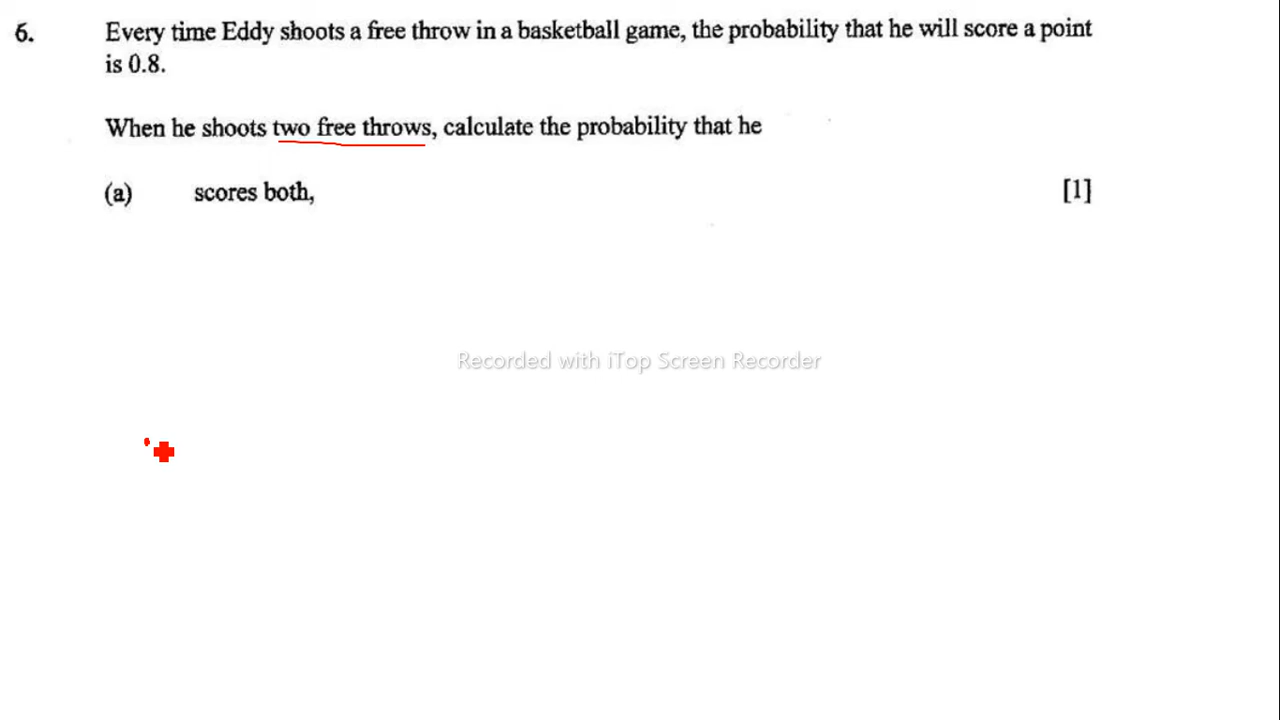 6. Every time Eddy shoots a free throw in a basketball game, the probability that he will score a point
is 0.8.
When he shoots two free throws, calculate the probability that he
(a) scores both, [1]
Recorded with iTop Screen Recorder